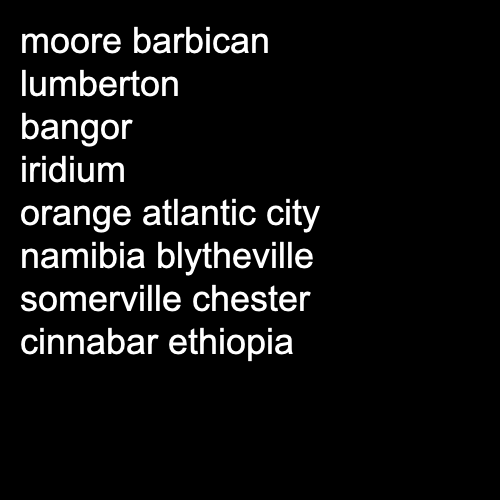 moore barbican
lumberton
bangor
iridium
orange atlantic city
namibia blytheville
somerville chester
cinnabar ethiopia